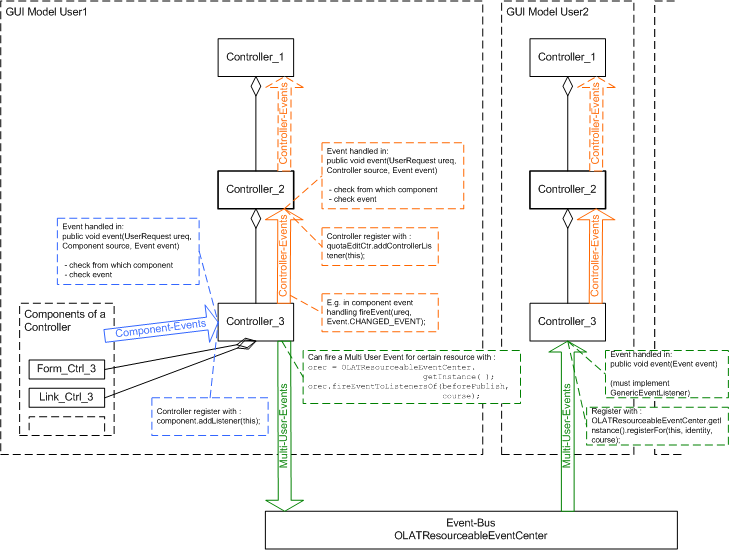 GUI Model User1
GUI Model User2
Controller_1
Controller_1
Controller-Events
Controller-Events
Event handled in:
public void event(UserRequest ureq,
Controller source, Event event)
- check from which component
- check event
Controller_2
Controller_2
Event handled in:
public void event(UserRequest ureq,
Component source, Event event)
- check from which component
- check event
Controller register with :
quotaEditCtr.addControllerLis
tener(this);
Controller-Events
Controller-Events
E.g. in component event
handling fireEvent(ureq,
Event.CHANGED_EVENT);
Components of a
Controller
Component-Events
Controller_3
Controller_3
Form_Ctrl_3
Link_Ctrl_3
Can fire a Multi User Event for certain resource with :
orec = OLATResourceableEventCenter.
getInstance( );
orec.fireEventToListenersOf(beforePublish,
course);
Event handled in:
public void event(Event event)
(must implement
GenericEventListener)
Controller register with :
component.addListener(this);
Register with :
OLATResourceableEventCenter.getI
nstance().registerFor(this, identity,
course);
Multi-User-Events
Multi-User-Events
Event-Bus
OLATResourceableEventCenter